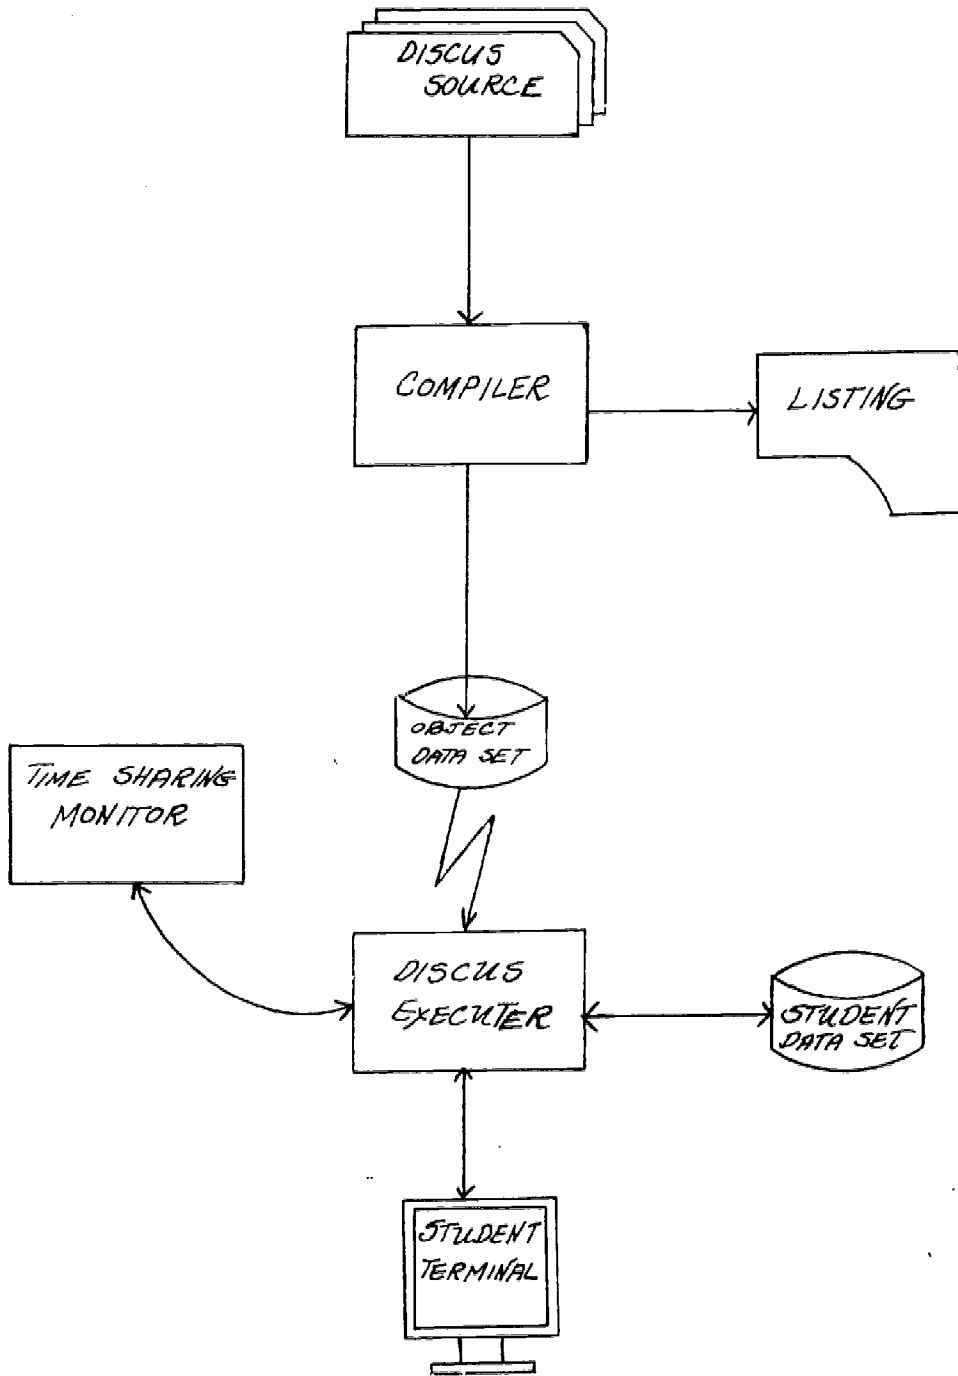 DISCUS
SOURCE
COMPILER
LISTING
OBJECT
DATA SET
TIME SHARING
MONITOR
DISCUS
EXECUTER
STUDENT
DATA SET
STUDENT
TERMINAL